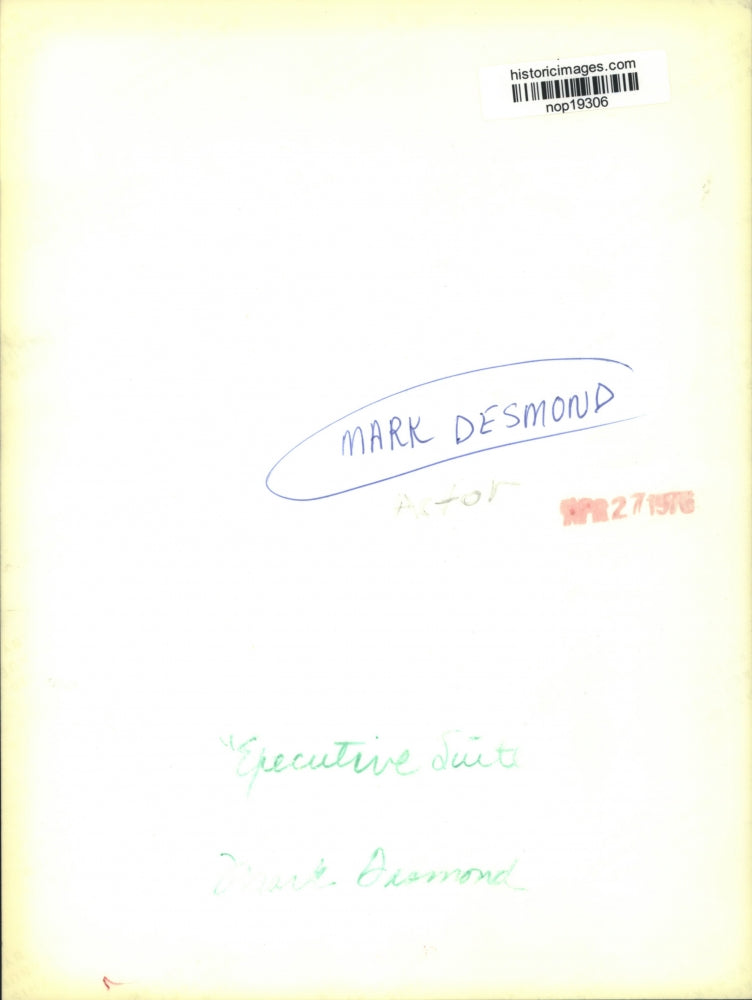 historicimages.com
nop19306
MARK DESMOND
Actor
APR 27 1976
"Executive Suite
Mark Desmond